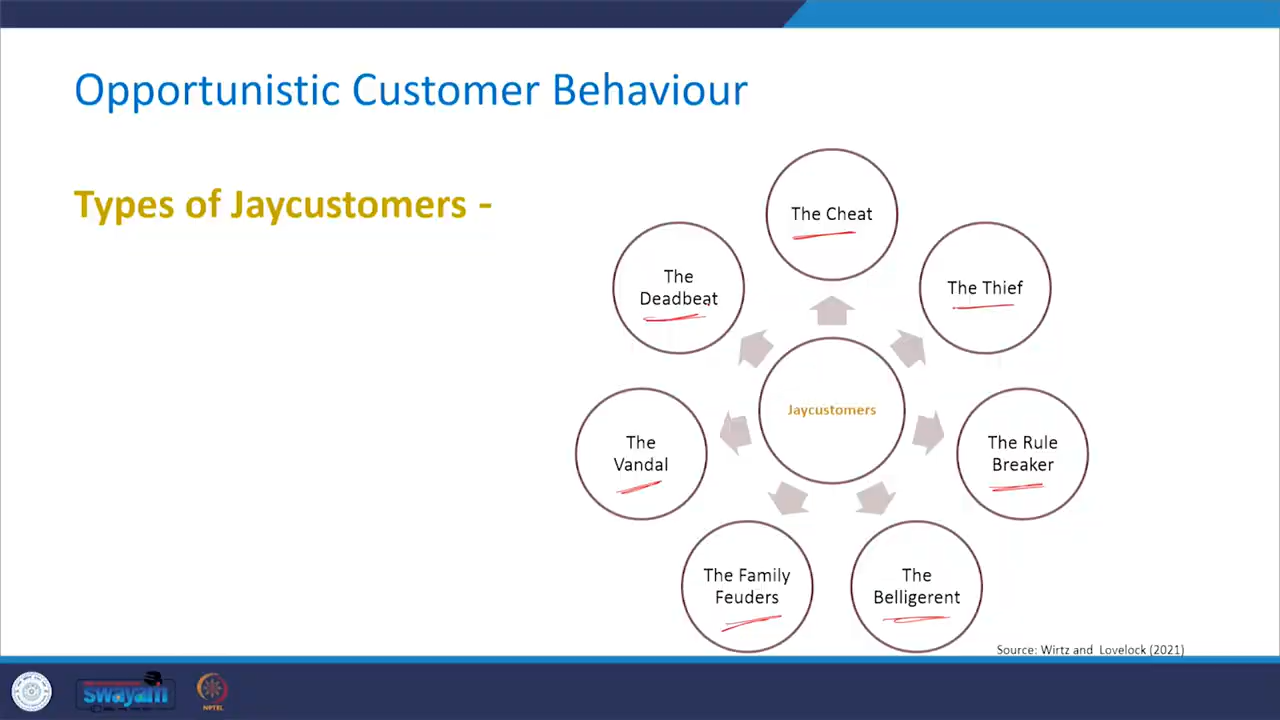 Opportunistic Customer Behaviour
Types of Jaycustomers -
The Cheat
The Thief
The Rule
Breaker
The
Belligerent
The Family
Feuders
The
Vandal
The
Deadbeat
Jaycustomers
Source: Wirtz and Lovelock (2021)
swayam
NPTEL